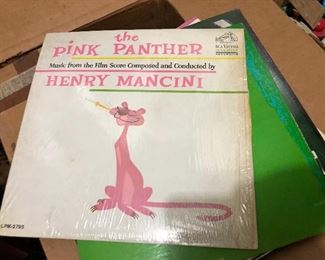 the
PINK PANTHER
RCA VICTOR
Music from the Film Score Composed and Conducted by
HENRY MANCINI
LPM-2795